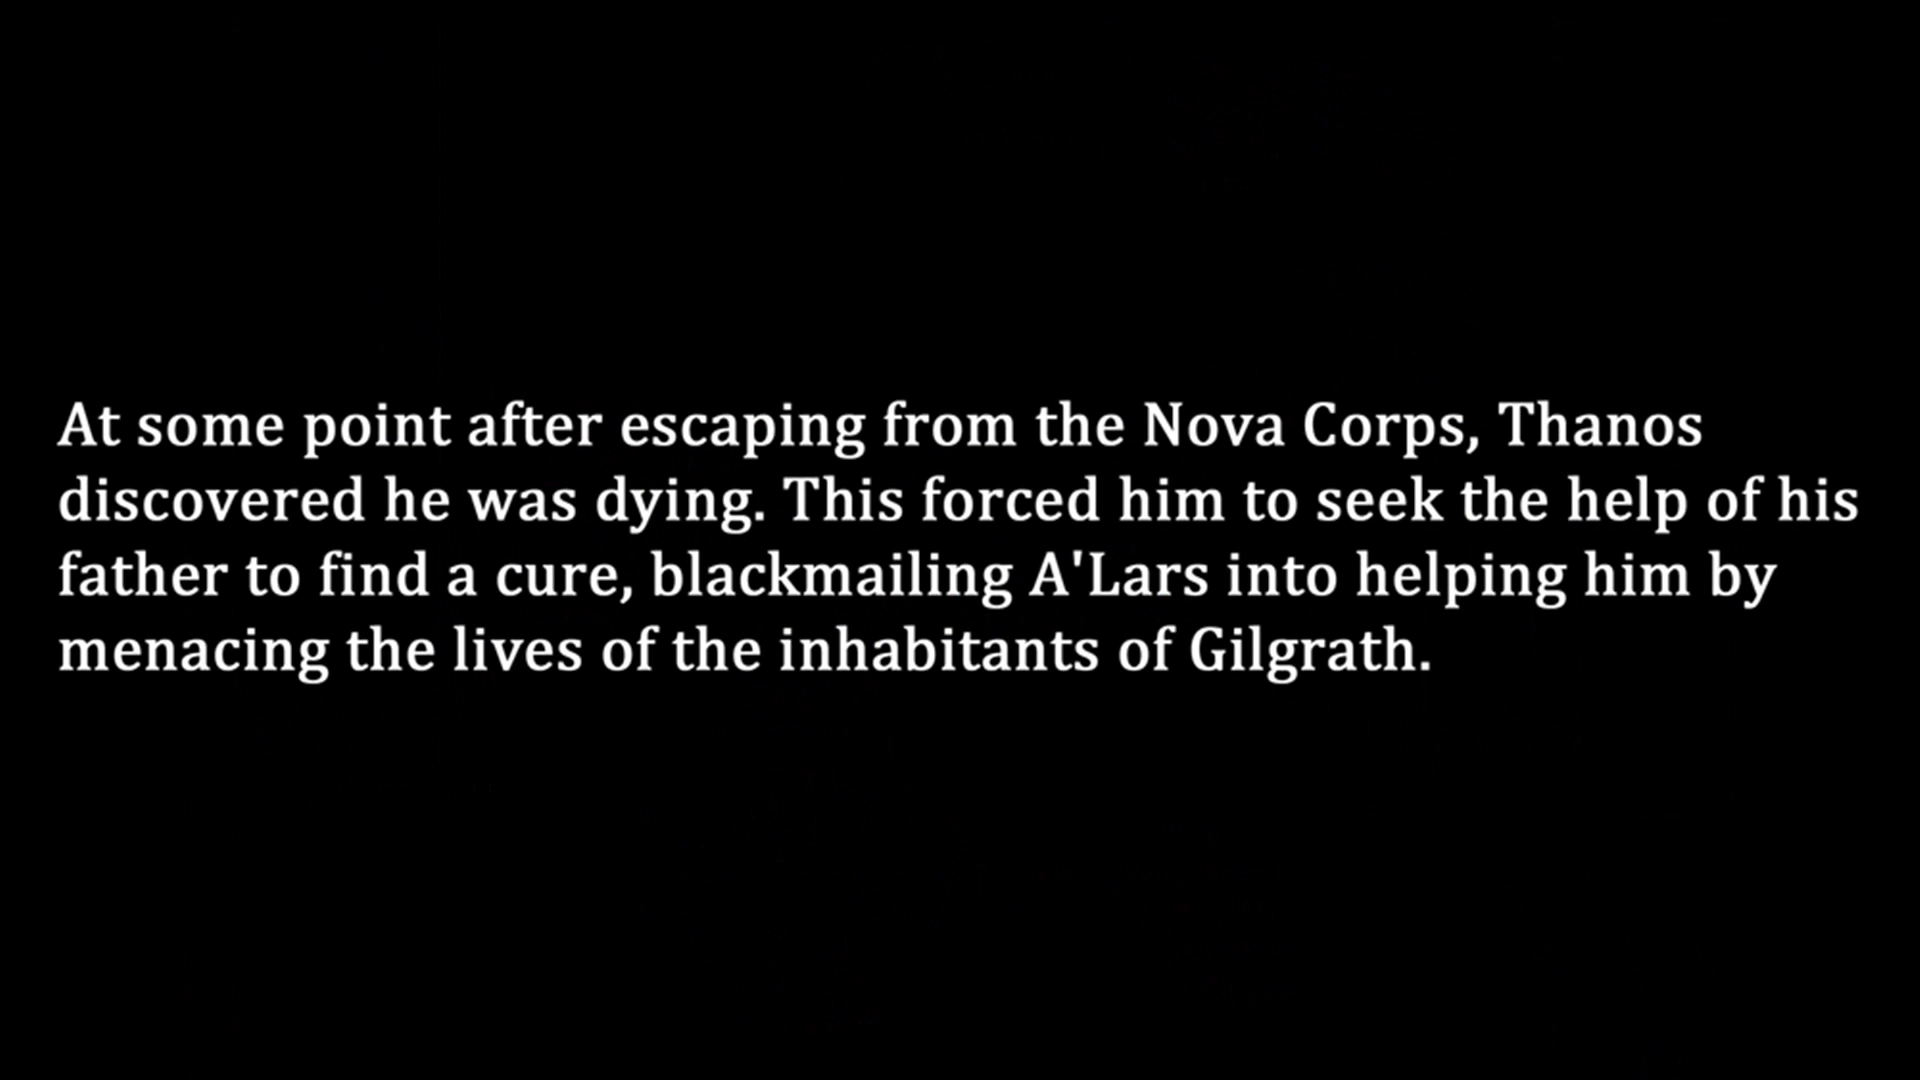 At some point after escaping from the Nova Corps, Thanos
discovered he was dying. This forced him to seek the help of his
father to find a cure, blackmailing A'Lars into helping him by
menacing the lives of the inhabitants of Gilgrath.